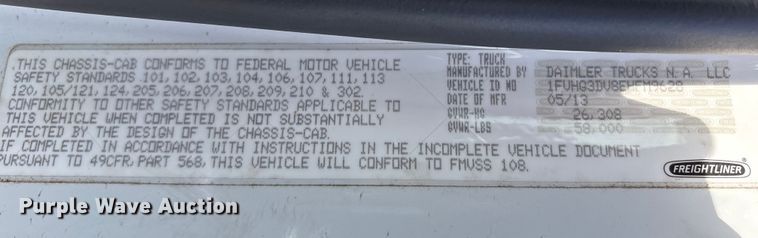 THIS CHASSIS-CAB CONFORMS TO FEDERAL MOTOR VEHICLE
SAFETY STANDARDS 101, 102, 103, 104, 106, 107, 111, 113
120, 105/121, 124, 205, 206, 207, 208, 209, 210 & 302.
CONFORMITY TO OTHER SAFETY STANDARDS APPLICABLE TO
THIS VEHICLE WHEN COMPLETED IS NOT SUBSTANTIALLY
AFFECTED BY THE DESIGN OF THE CHASSIS-CAB.
IF COMPLETED IN ACCORDANCE WITH INSTRUCTIONS IN THE INCOMPLETE VEHICLE DOCUMENT
PURSUANT TO 49CFR, PART 568, THIS VEHICLE WILL CONFORM TO FMVSS 108.
TYPE: TRUCK
MANUFACTURED BY DAIMLER TRUCKS N.A. LLC
VEHICLE ID NO
DATE OF MFR 05/13
GVWR-KG 26,308
GVWR-LBS 58,000
FREIGHTLINER
Purple Wave Auction